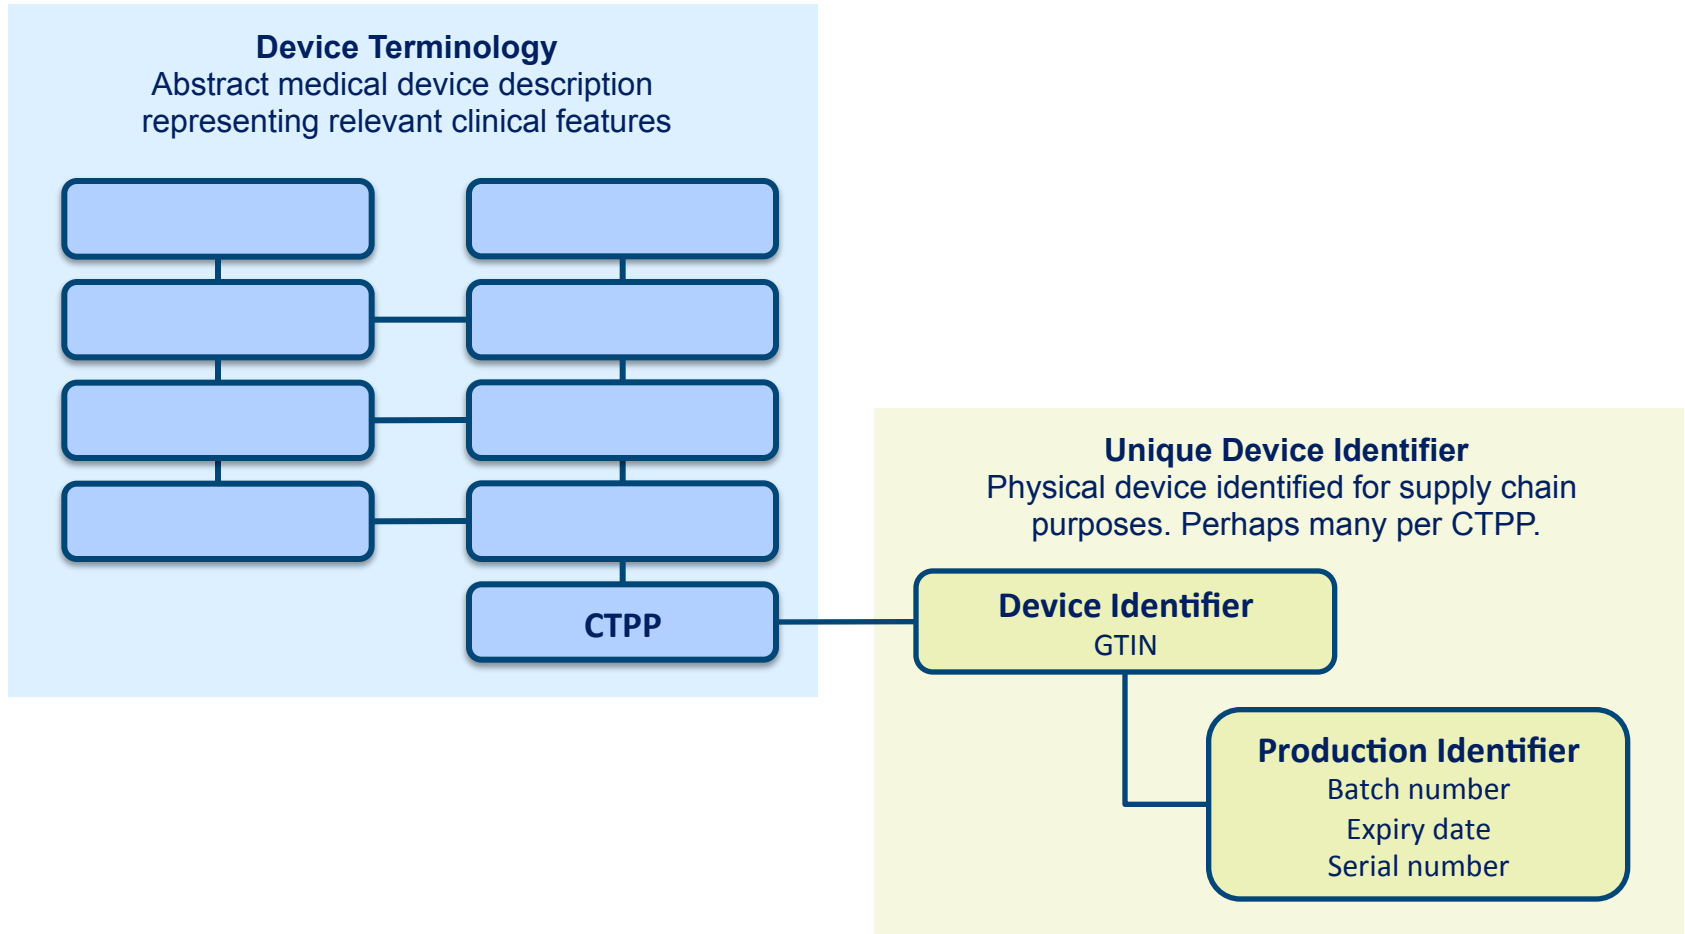 Device Terminology
Abstract medical device description
representing relevant clinical features
CTPP
Unique Device Identifier
Physical device identified for supply chain
purposes. Perhaps many per CTPP.
Device Identifier
GTIN
Production Identifier
Batch number
Expiry date
Serial number